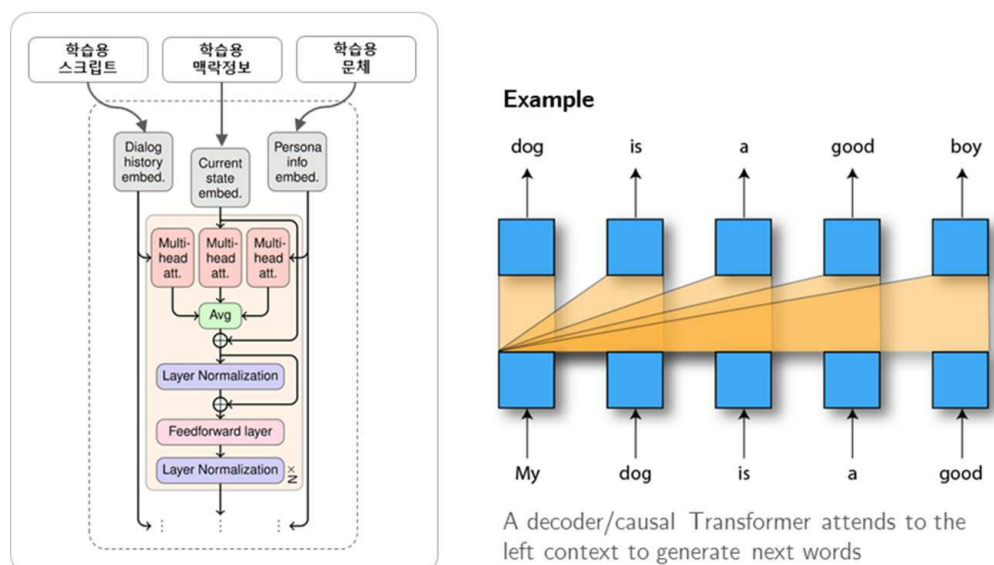 학습용
스크립트
학습용
맥락정보
학습용
문체
Dialog
history
embed.
Current
state
embed.
Persona
info
embed.
Multi-
head
att.
Multi-
head
att.
Multi-
head
att.
Avg
Layer Normalization
Feedforward layer
Layer Normalization
N×
Example
dog is a good boy
My dog is a good
A decoder/causal Transformer attends to the
left context to generate next words